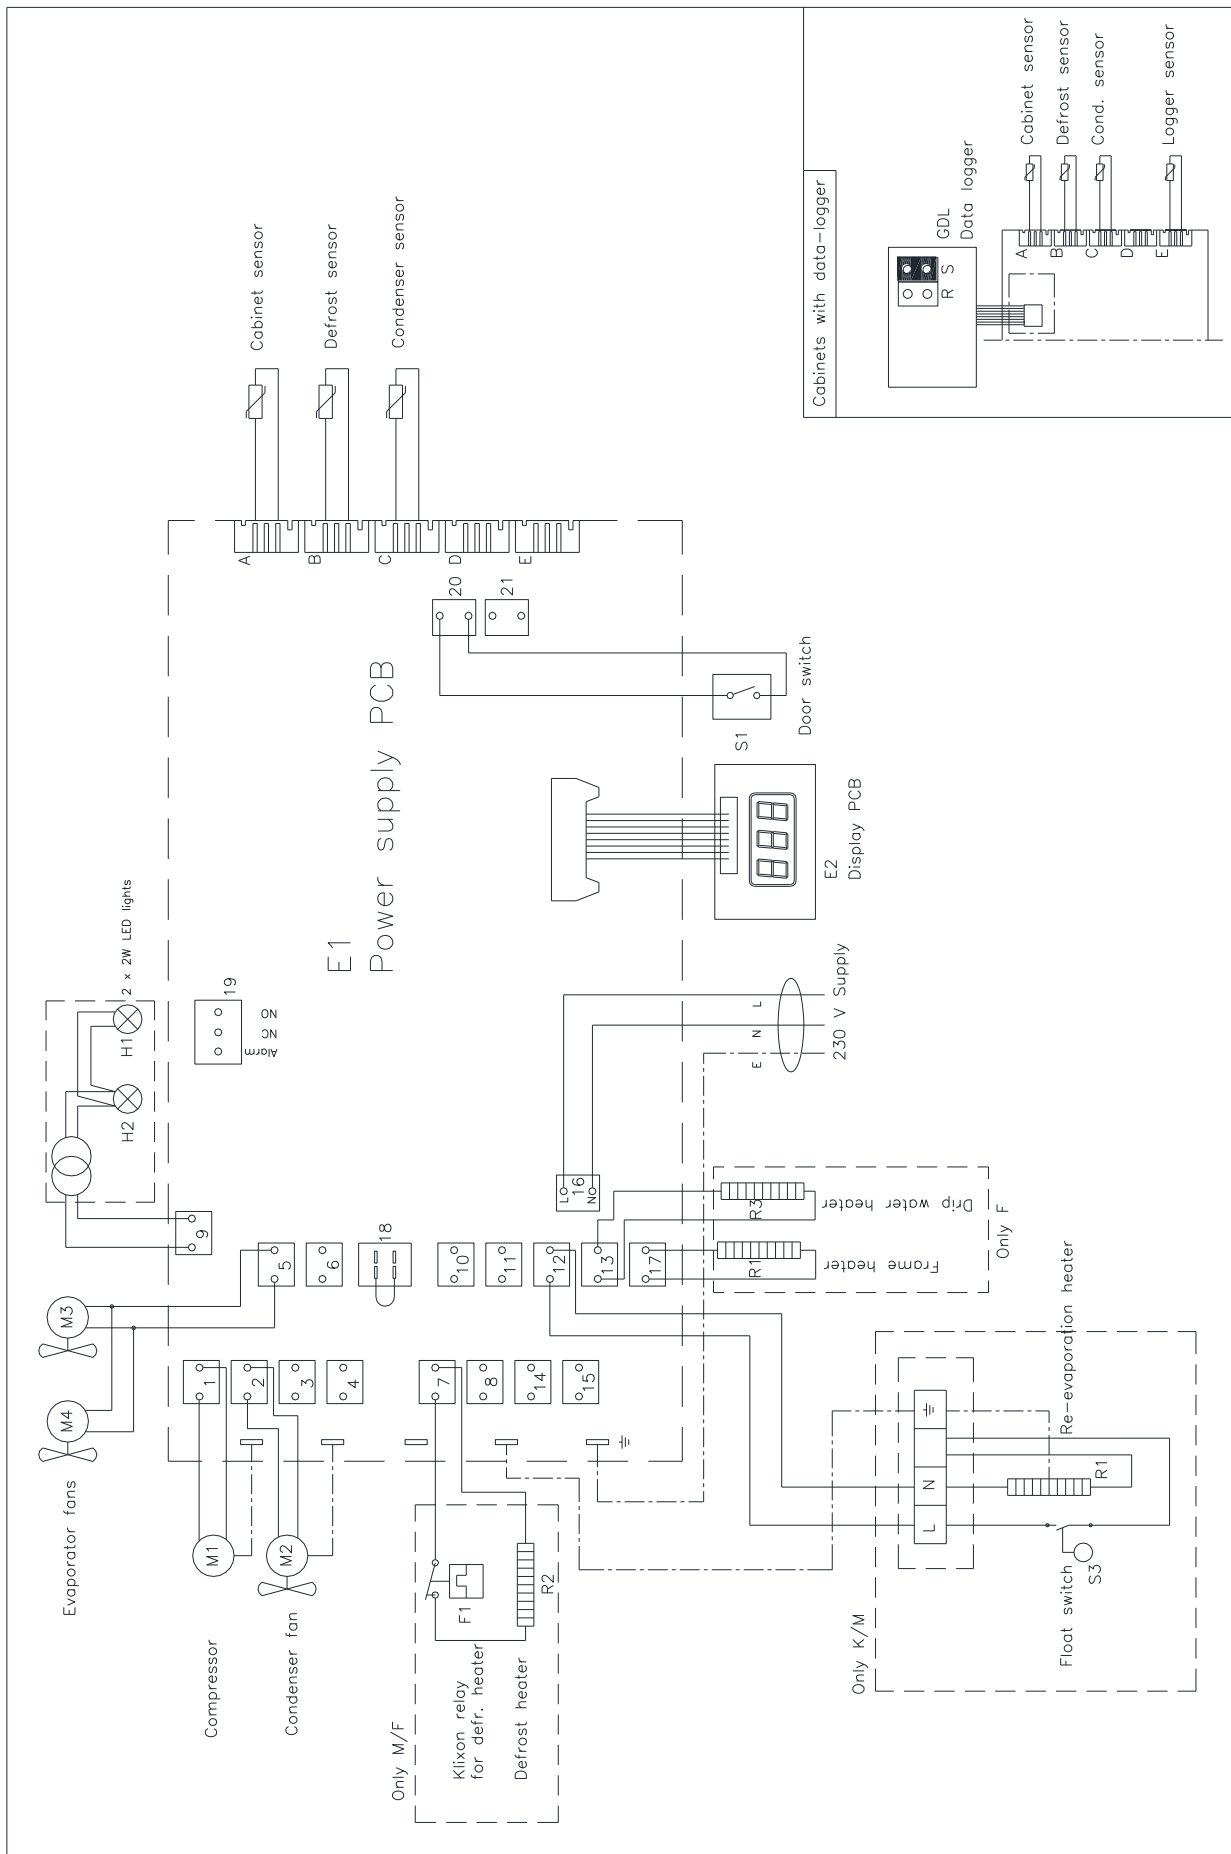 Evaporator fans
M4
M3
H2
H1
2 x 2W LED lights
Compressor
M1
Condenser fan
M2
1
2
3
4
5
6
9
18
19
Alarm
NC
NO
E1
Power supply PCB
A
B
C
D
E
Cabinet sensor
Defrost sensor
Condenser sensor
20
21
Only M/F
Klixon relay
for defr. heater
F1
Defrost heater
R2
7
8
14
15
10
11
12
13
17
L
16
N
R3
Drip water heater
R1
Frame heater
Only F
E
N
L
230 V Supply
E2
Display PCB
S1
Door switch
Only K/M
L
N
Float switch
S3
R1
Re-evaporation heater
Cabinets with data-logger
R
S
GDL
Data logger
A
B
C
D
E
Cabinet sensor
Defrost sensor
Cond. sensor
Logger sensor